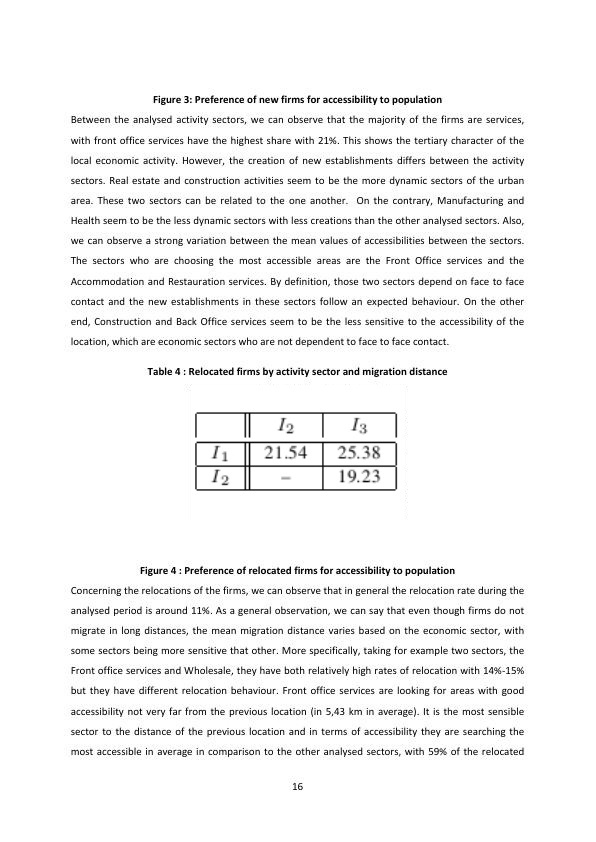 Figure 3: Preference of new firms for accessibility to population
Between the analysed activity sectors, we can observe that the majority of the firms are services,
with front office services have the highest share with 21%. This shows the tertiary character of the
local economic activity. However, the creation of new establishments differs between the activity
sectors. Real estate and construction activities seem to be the more dynamic sectors of the urban
area. These two sectors can be related to the one another. On the contrary, Manufacturing and
Health seem to be the less dynamic sectors with less creations than the other analysed sectors. Also,
we can observe a strong variation between the mean values of accessibilities between the sectors.
The sectors who are choosing the most accessible areas are the Front Office services and the
Accommodation and Restauration services. By definition, those two sectors depend on face to face
contact and the new establishments in these sectors follow an expected behaviour. On the other
end, Construction and Back Office services seem to be the less sensitive to the accessibility of the
location, which are economic sectors who are not dependent to face to face contact.
Table 4 : Relocated firms by activity sector and migration distance
I2 I3
I1 21.54 25.38
I2 – 19.23
Figure 4 : Preference of relocated firms for accessibility to population
Concerning the relocations of the firms, we can observe that in general the relocation rate during the
analysed period is around 11%. As a general observation, we can say that even though firms do not
migrate in long distances, the mean migration distance varies based on the economic sector, with
some sectors being more sensitive that other. More specifically, taking for example two sectors, the
Front office services and Wholesale, they have both relatively high rates of relocation with 14%-15%
but they have different relocation behaviour. Front office services are looking for areas with good
accessibility not very far from the previous location (in 5,43 km in average). It is the most sensible
sector to the distance of the previous location and in terms of accessibility they are searching the
most accessible in average in comparison to the other analysed sectors, with 59% of the relocated
16